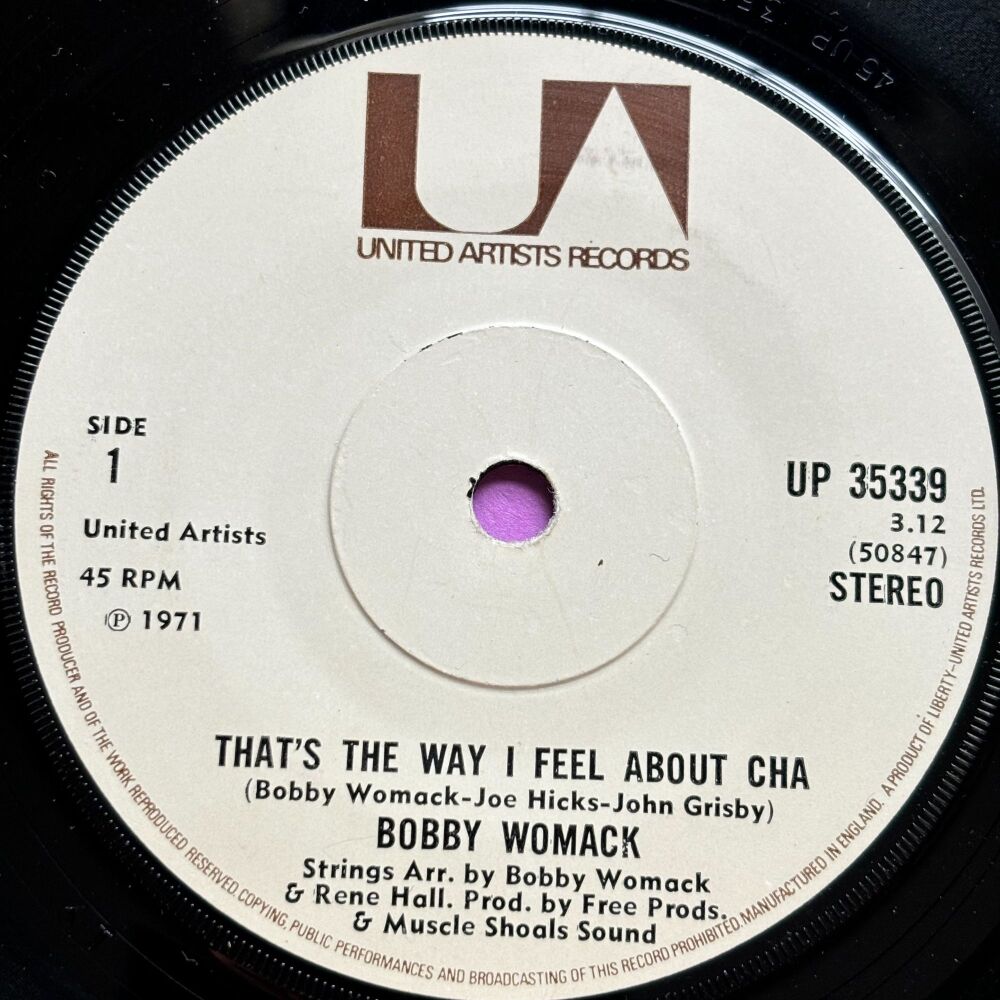 UA
UNITED ARTISTS RECORDS
SIDE
1
United Artists
45 RPM
Ⓟ 1971
UP 35339
3.12
(50847)
STEREO
THAT'S THE WAY I FEEL ABOUT CHA
(Bobby Womack-Joe Hicks-John Grisby)
BOBBY WOMACK
Strings Arr. by Bobby Womack
& Rene Hall. Prod. by Free Prods.
& Muscle Shoals Sound
ALL RIGHTS OF THE RECORD PRODUCER AND OF THE WORK REPRODUCED RESERVED. COPYING, PUBLIC PERFORMANCES AND BROADCASTING OF THIS RECORD PROHIBITED. MANUFACTURED IN ENGLAND. A PRODUCT OF LIBERTY-UNITED ARTISTS RECORDS LTD.